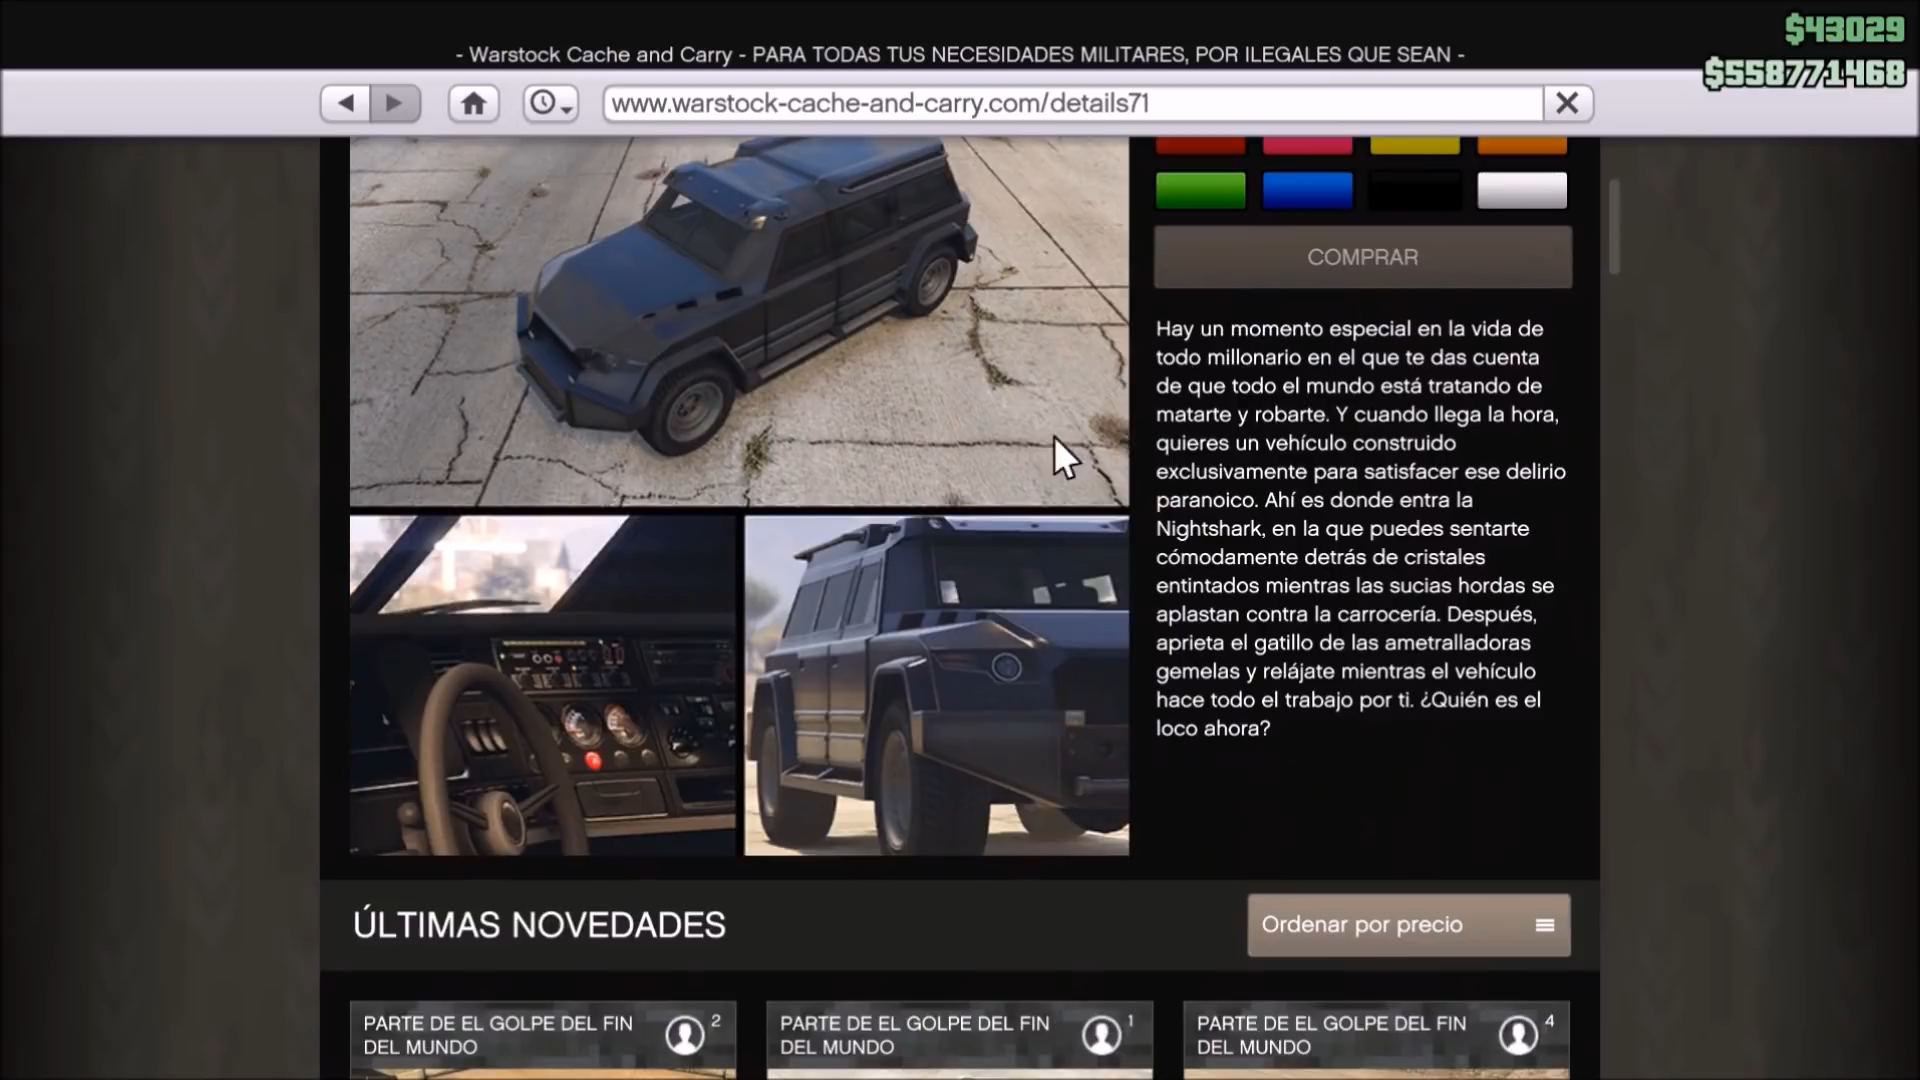 $43029
- Warstock Cache and Carry - PARA TODAS TUS NECESIDADES MILITARES, POR ILEGALES QUE SEAN -
$558771468
www.warstock-cache-and-carry.com/details71
COMPRAR
Hay un momento especial en la vida de
todo millonario en el que te das cuenta
de que todo el mundo está tratando de
matarte y robarte. Y cuando llega la hora,
quieres un vehículo construido
exclusivamente para satisfacer ese delirio
paranoico. Ahí es donde entra la
Nightshark, en la que puedes sentarte
cómodamente detrás de cristales
entintados mientras las sucias hordas se
aplastan contra la carrocería. Después,
aprieta el gatillo de las ametralladoras
gemelas y relájate mientras el vehículo
hace todo el trabajo por ti. ¿Quién es el
loco ahora?
ÚLTIMAS NOVEDADES
Ordenar por precio
PARTE DE EL GOLPE DEL FIN
DEL MUNDO
2
PARTE DE EL GOLPE DEL FIN
DEL MUNDO
1
PARTE DE EL GOLPE DEL FIN
DEL MUNDO
4